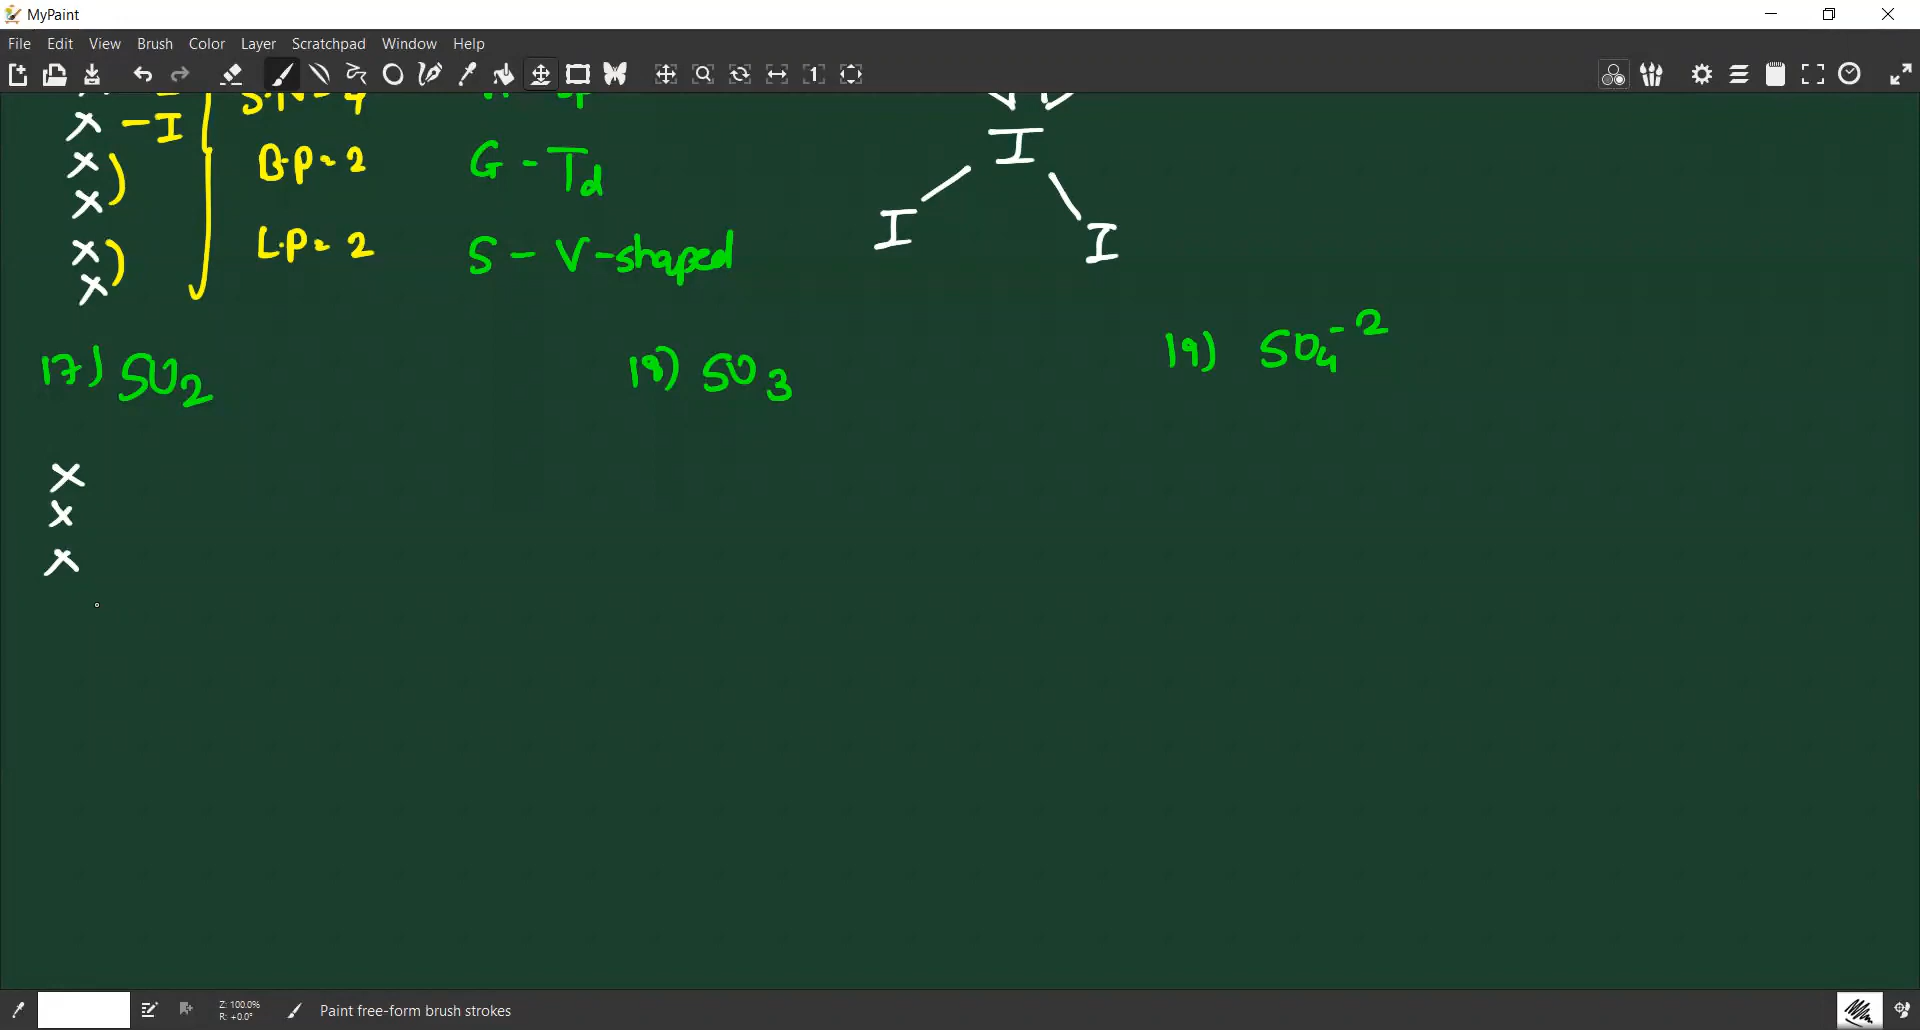 MyPaint
File Edit View Brush Color Layer Scratchpad Window Help
S.N = 4
x - I
B.P = 2
G - Td
L.P = 2
S - V-shaped
I
I I
17) SO2
18) SO3
19) SO4-2
x
x
x
Z: 100.0%
R: +0.0°
Paint free-form brush strokes